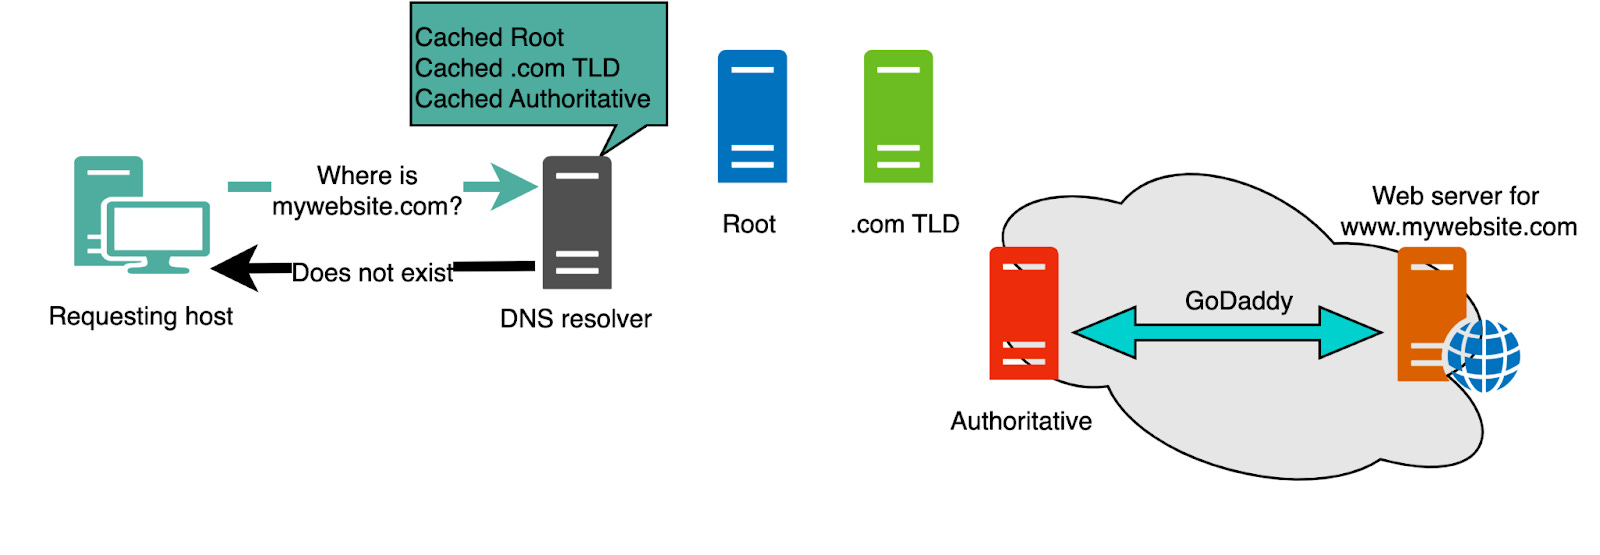 Cached Root
Cached .com TLD
Cached Authoritative
Where is
mywebsite.com?
Does not exist
Requesting host
DNS resolver
Root
.com TLD
Web server for
www.mywebsite.com
GoDaddy
Authoritative